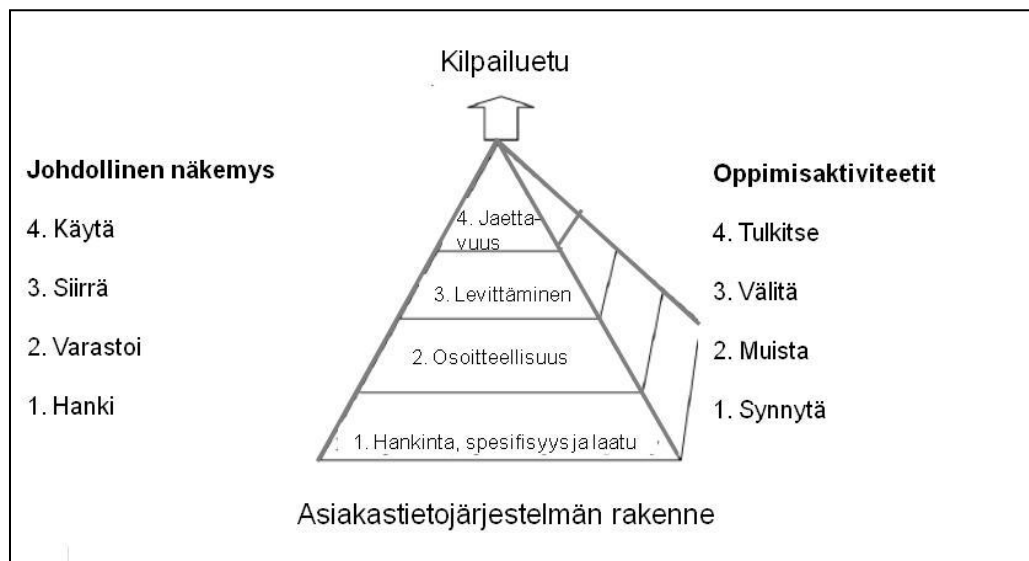 Kilpailuetu
Johdollinen näkemys
4. Käytä
3. Siirrä
2. Varastoi
1. Hanki
4. Jaetta-
vuus
3. Levittäminen
2. Osoitteellisuus
1. Hankinta, spesifisyys ja laatu
Oppimisaktiviteetit
4. Tulkitse
3. Välitä
2. Muista
1. Synnytä
Asiakastietojärjestelmän rakenne